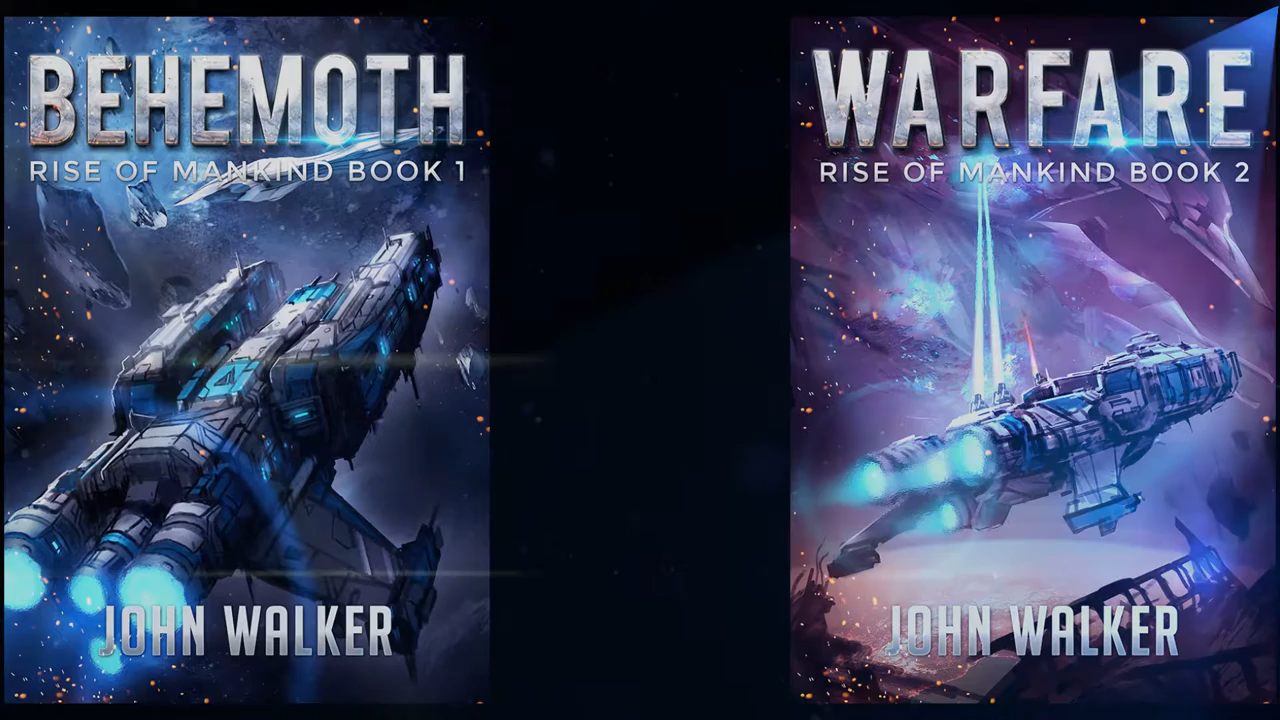 BEHEMOTH
RISE OF MANKIND BOOK 1
JOHN WALKER
WARFARE
RISE OF MANKIND BOOK 2
JOHN WALKER